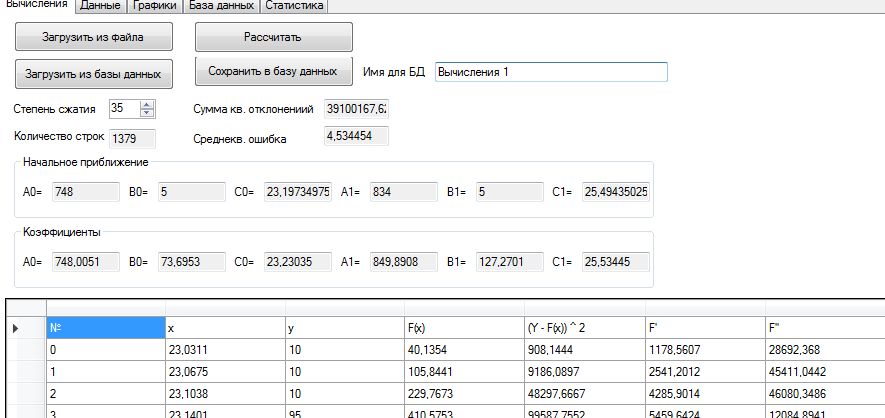 Вычисления Данные Графики База данных Статистика
Загрузить из файла Рассчитать
Загрузить из базы данных Сохранить в базу данных Имя для БД Вычисления 1
Степень сжатия 35 Сумма кв. отклонениий 39100167,62
Количество строк 1379 Среднекв. ошибка 4,534454
Начальное приближение
A0= 748 B0= 5 C0= 23,19734975 A1= 834 B1= 5 C1= 25,49435025
Коэффициенты
A0= 748,0051 B0= 73,6953 C0= 23,23035 A1= 849,8908 B1= 127,2701 C1= 25,53445
№ x y F(x) (Y - F(x)) ^ 2 F' F''
0 23,0311 10 40,1354 908,1444 1178,5607 28692,368
1 23,0675 10 105,8441 9186,0897 2541,2012 45411,0442
2 23,1038 10 229,7673 48297,6667 4285,9014 46080,3486
3 23,1401 95 410,5753 99587,7552 5459,6424 12084,8941